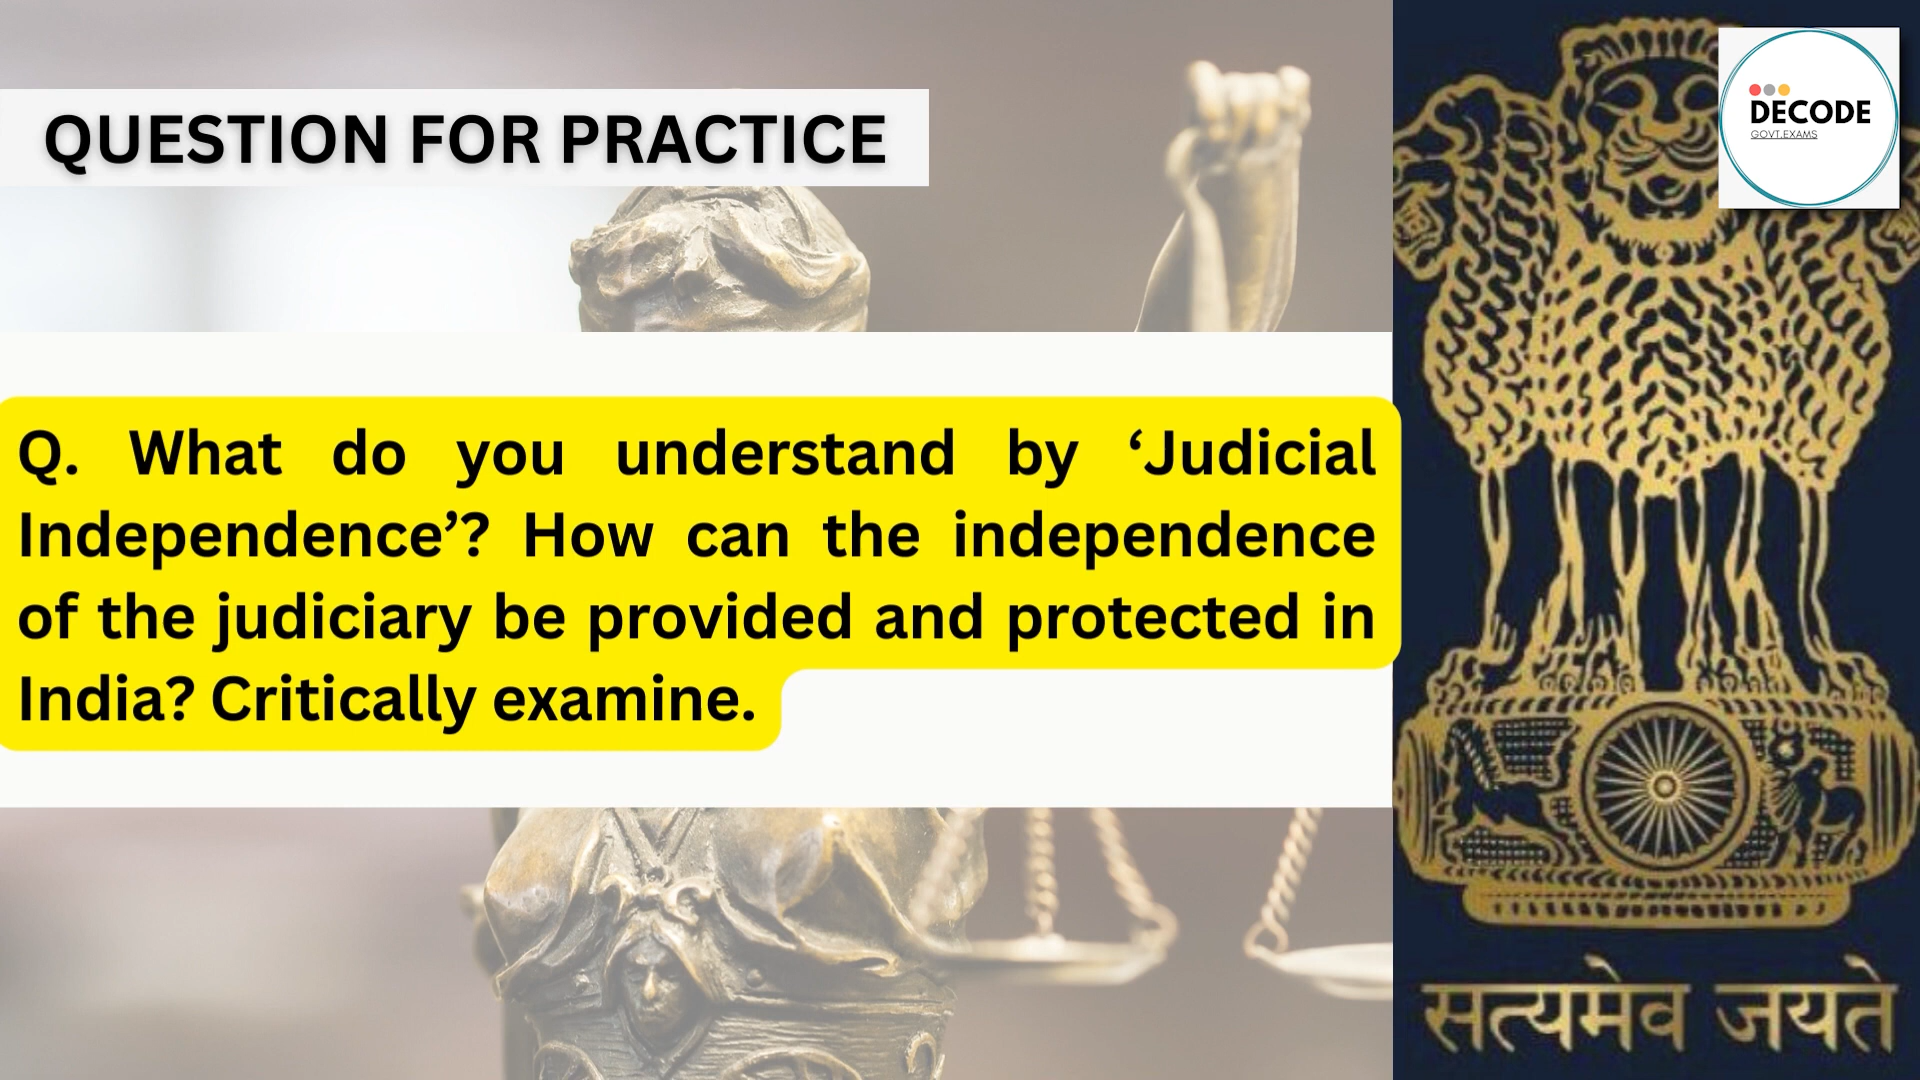 QUESTION FOR PRACTICE
DECODE
GOVT.EXAMS
Q. What do you understand by ‘Judicial
Independence’? How can the independence
of the judiciary be provided and protected in
India? Critically examine.
सत्यमेव जयते